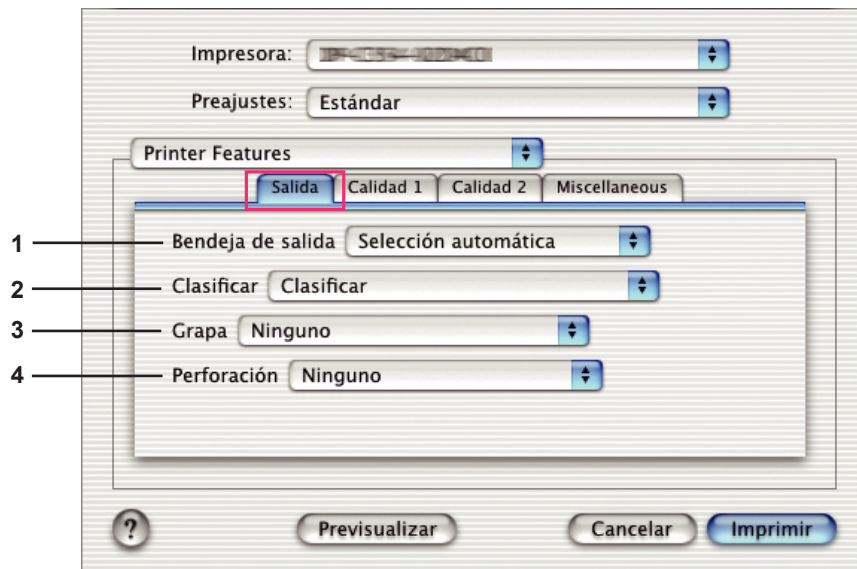 Impresora:
Preajustes: Estándar
Printer Features
Salida Calidad 1 Calidad 2 Miscellaneous
1 Bendeja de salida Selección automática
2 Clasificar Clasificar
3 Grapa Ninguno
4 Perforación Ninguno
? Previsualizar Cancelar Imprimir